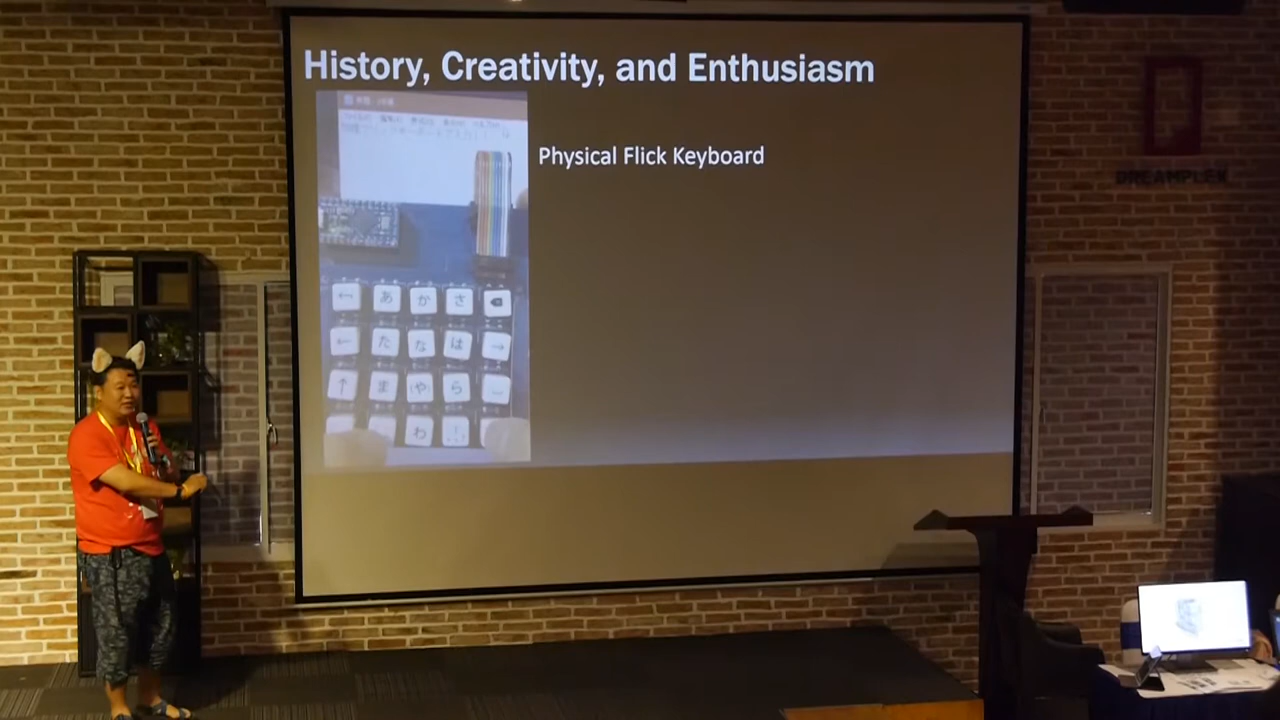 History, Creativity, and Enthusiasm
Physical Flick Keyboard
← あ か さ
← た な は →
↑ ま や ら
わ
DREAMPLEX